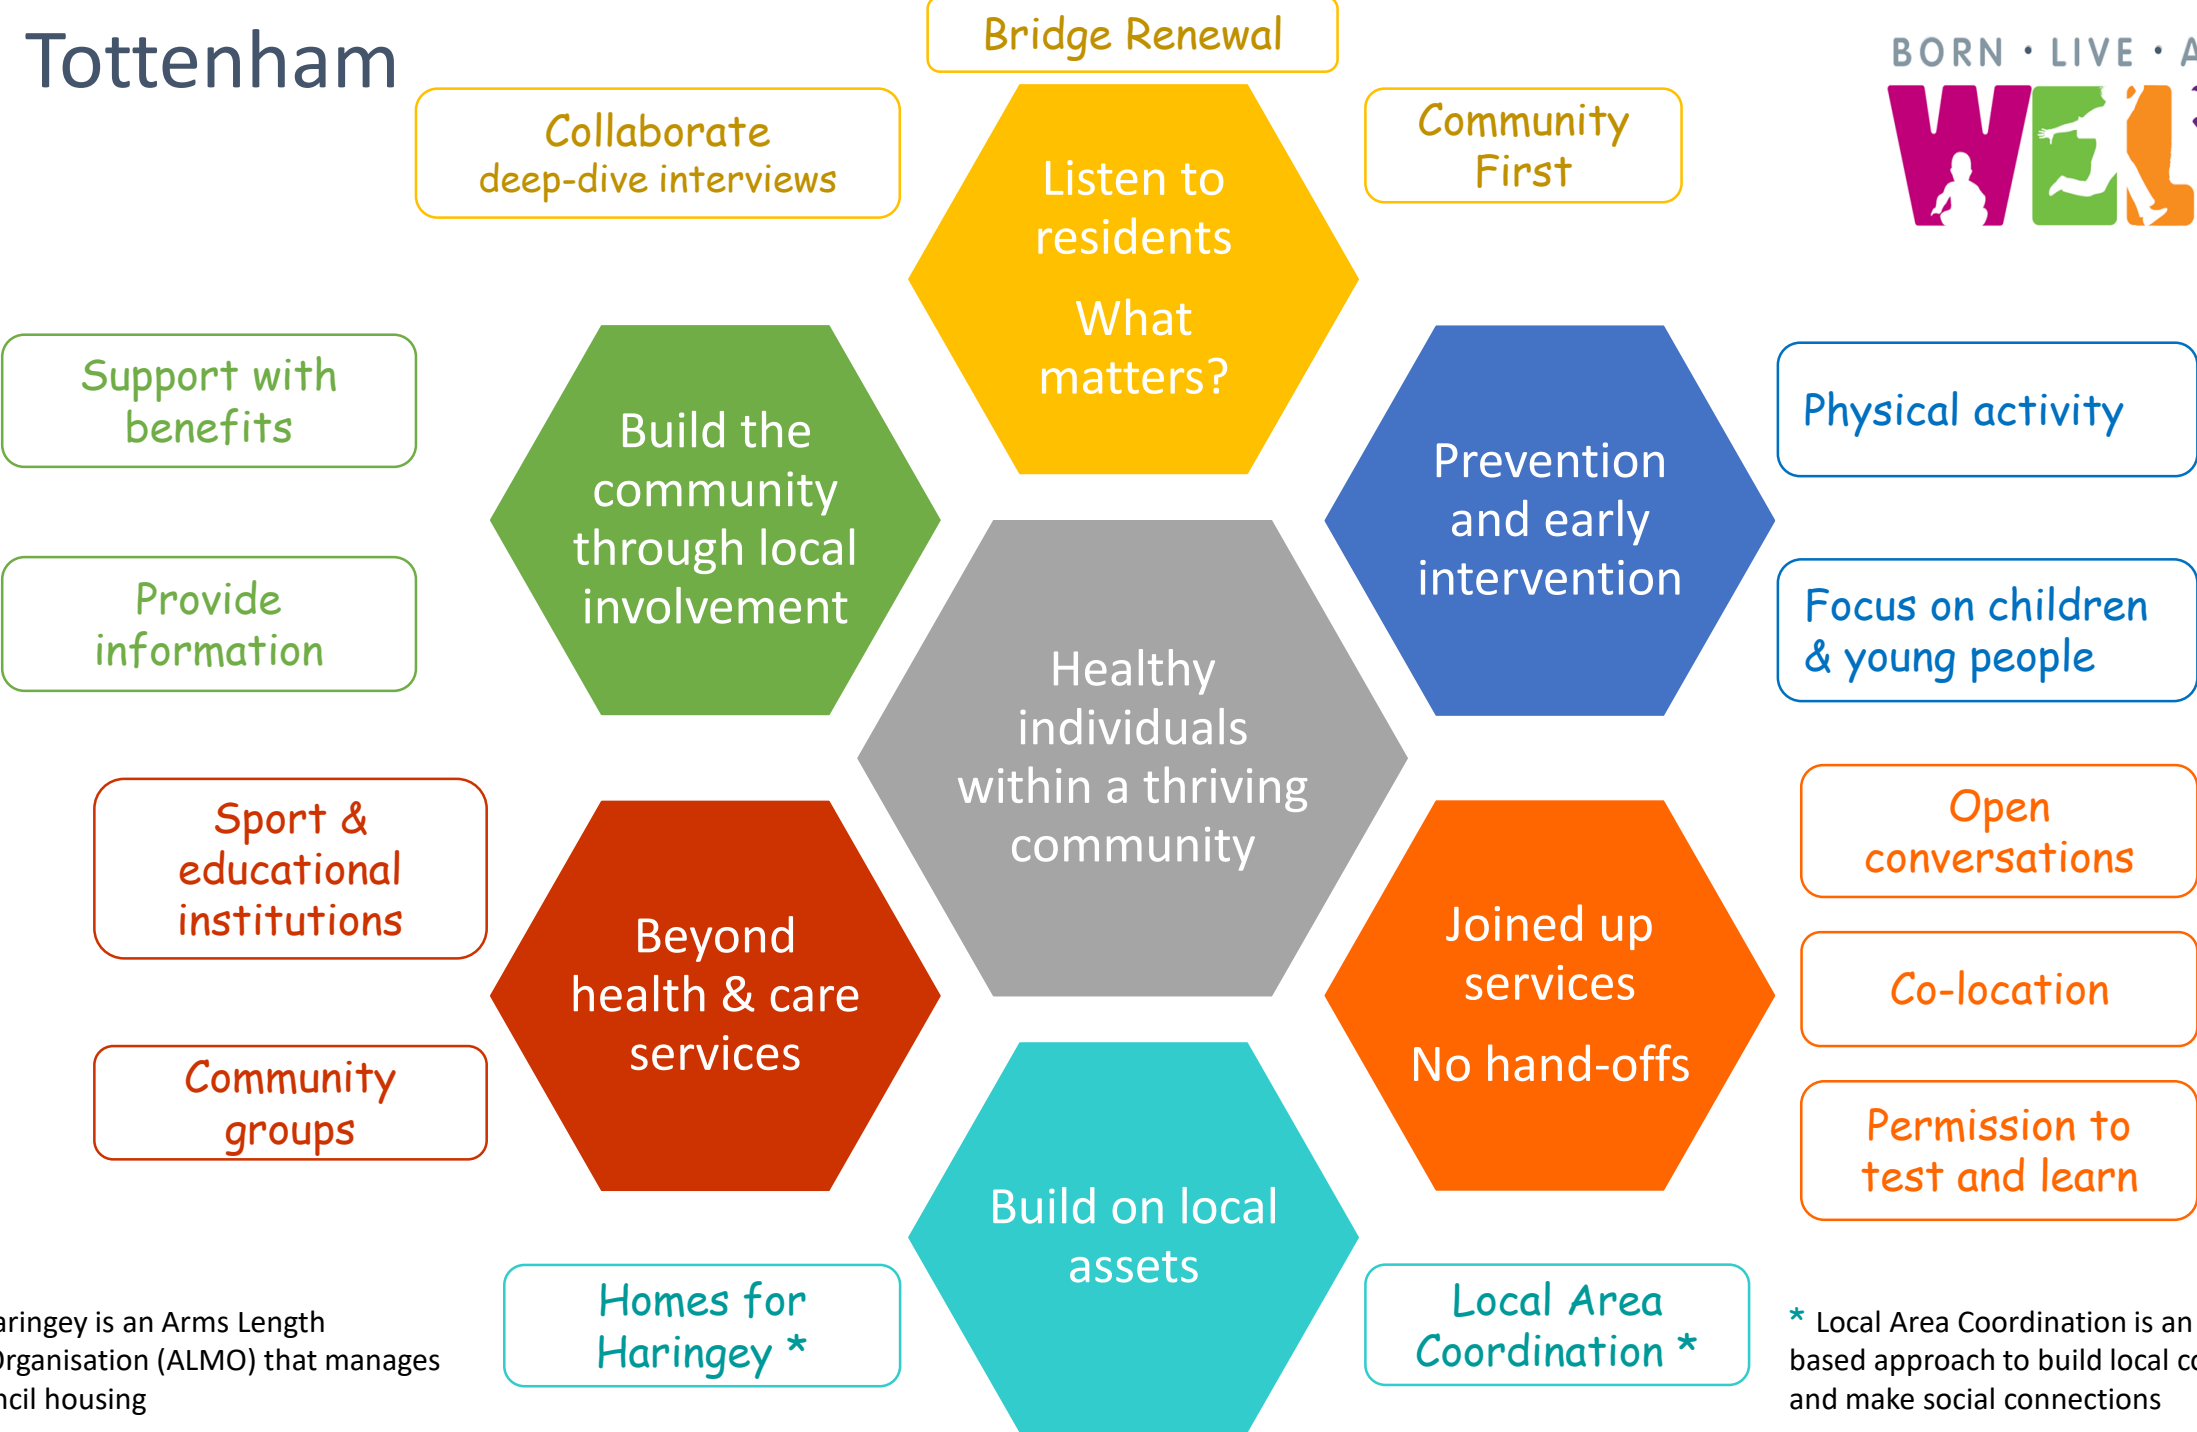 Tottenham
Bridge Renewal
BORN • LIVE •
WEL
Collaborate
deep-dive interviews
Community
First
Listen to
residents
What
matters?
Support with
benefits
Provide
information
Build the
community
through local
involvement
Prevention
and early
intervention
Physical activity
Focus on children
& young people
Healthy
individuals
within a thriving
community
Sport &
educational
institutions
Community
groups
Beyond
health & care
services
Joined up
services
No hand-offs
Open
conversations
Co-location
Permission to
test and learn
Build on local
assets
Homes for
Haringey *
Local Area
Coordination *
aringey is an Arms Length
Organisation (ALMO) that manages
ncil housing
* Local Area Coordination is an
based approach to build local co
and make social connections